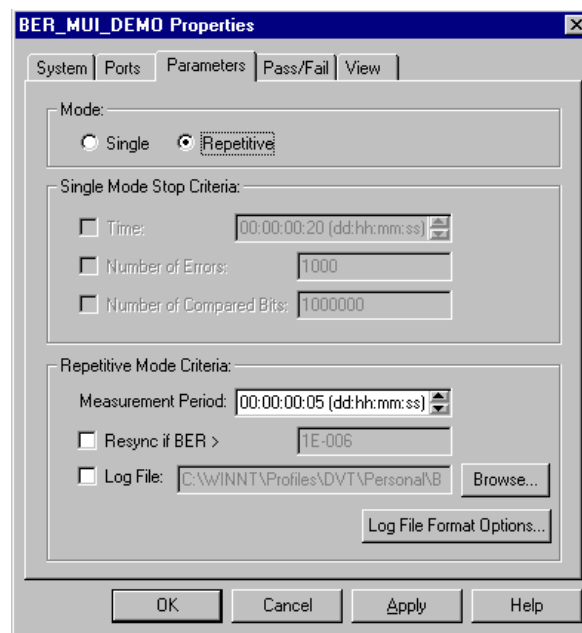 BER_MUI_DEMO Properties
System Ports Parameters Pass/Fail View
Mode:
Single Repetitive
Single Mode Stop Criteria:
Time: 00:00:00:20 (dd:hh:mm:ss)
Number of Errors: 1000
Number of Compared Bits: 1000000
Repetitive Mode Criteria:
Measurement Period: 00:00:00:05 (dd:hh:mm:ss)
Resync if BER > 1E-006
Log File: C:\WINNT\Profiles\DVT\Personal\B Browse...
Log File Format Options...
OK Cancel Apply Help